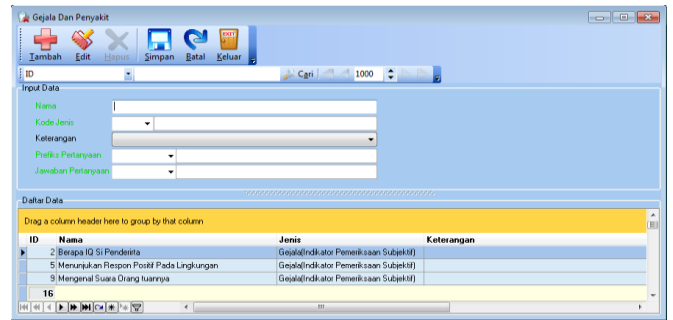 Gejala Dan Penyakit
Tambah Edit Hapus Simpan Batal Keluar
ID Cari 1000
Input Data
Nama
Kode Jenis
Keterangan
Prefiks Pertanyaan
Jawaban Pertanyaan
Daftar Data
Drag a column header here to group by that column
ID Nama Jenis Keterangan
2 Berapa IQ Si Penderita Gejala(Indikator Pemeriksaan Subjektif)
5 Menunjukan Respon Positif Pada Lingkungan Gejala(Indikator Pemeriksaan Subjektif)
9 Mengenal Suara Orang tuannya Gejala(Indikator Pemeriksaan Subjektif)
16